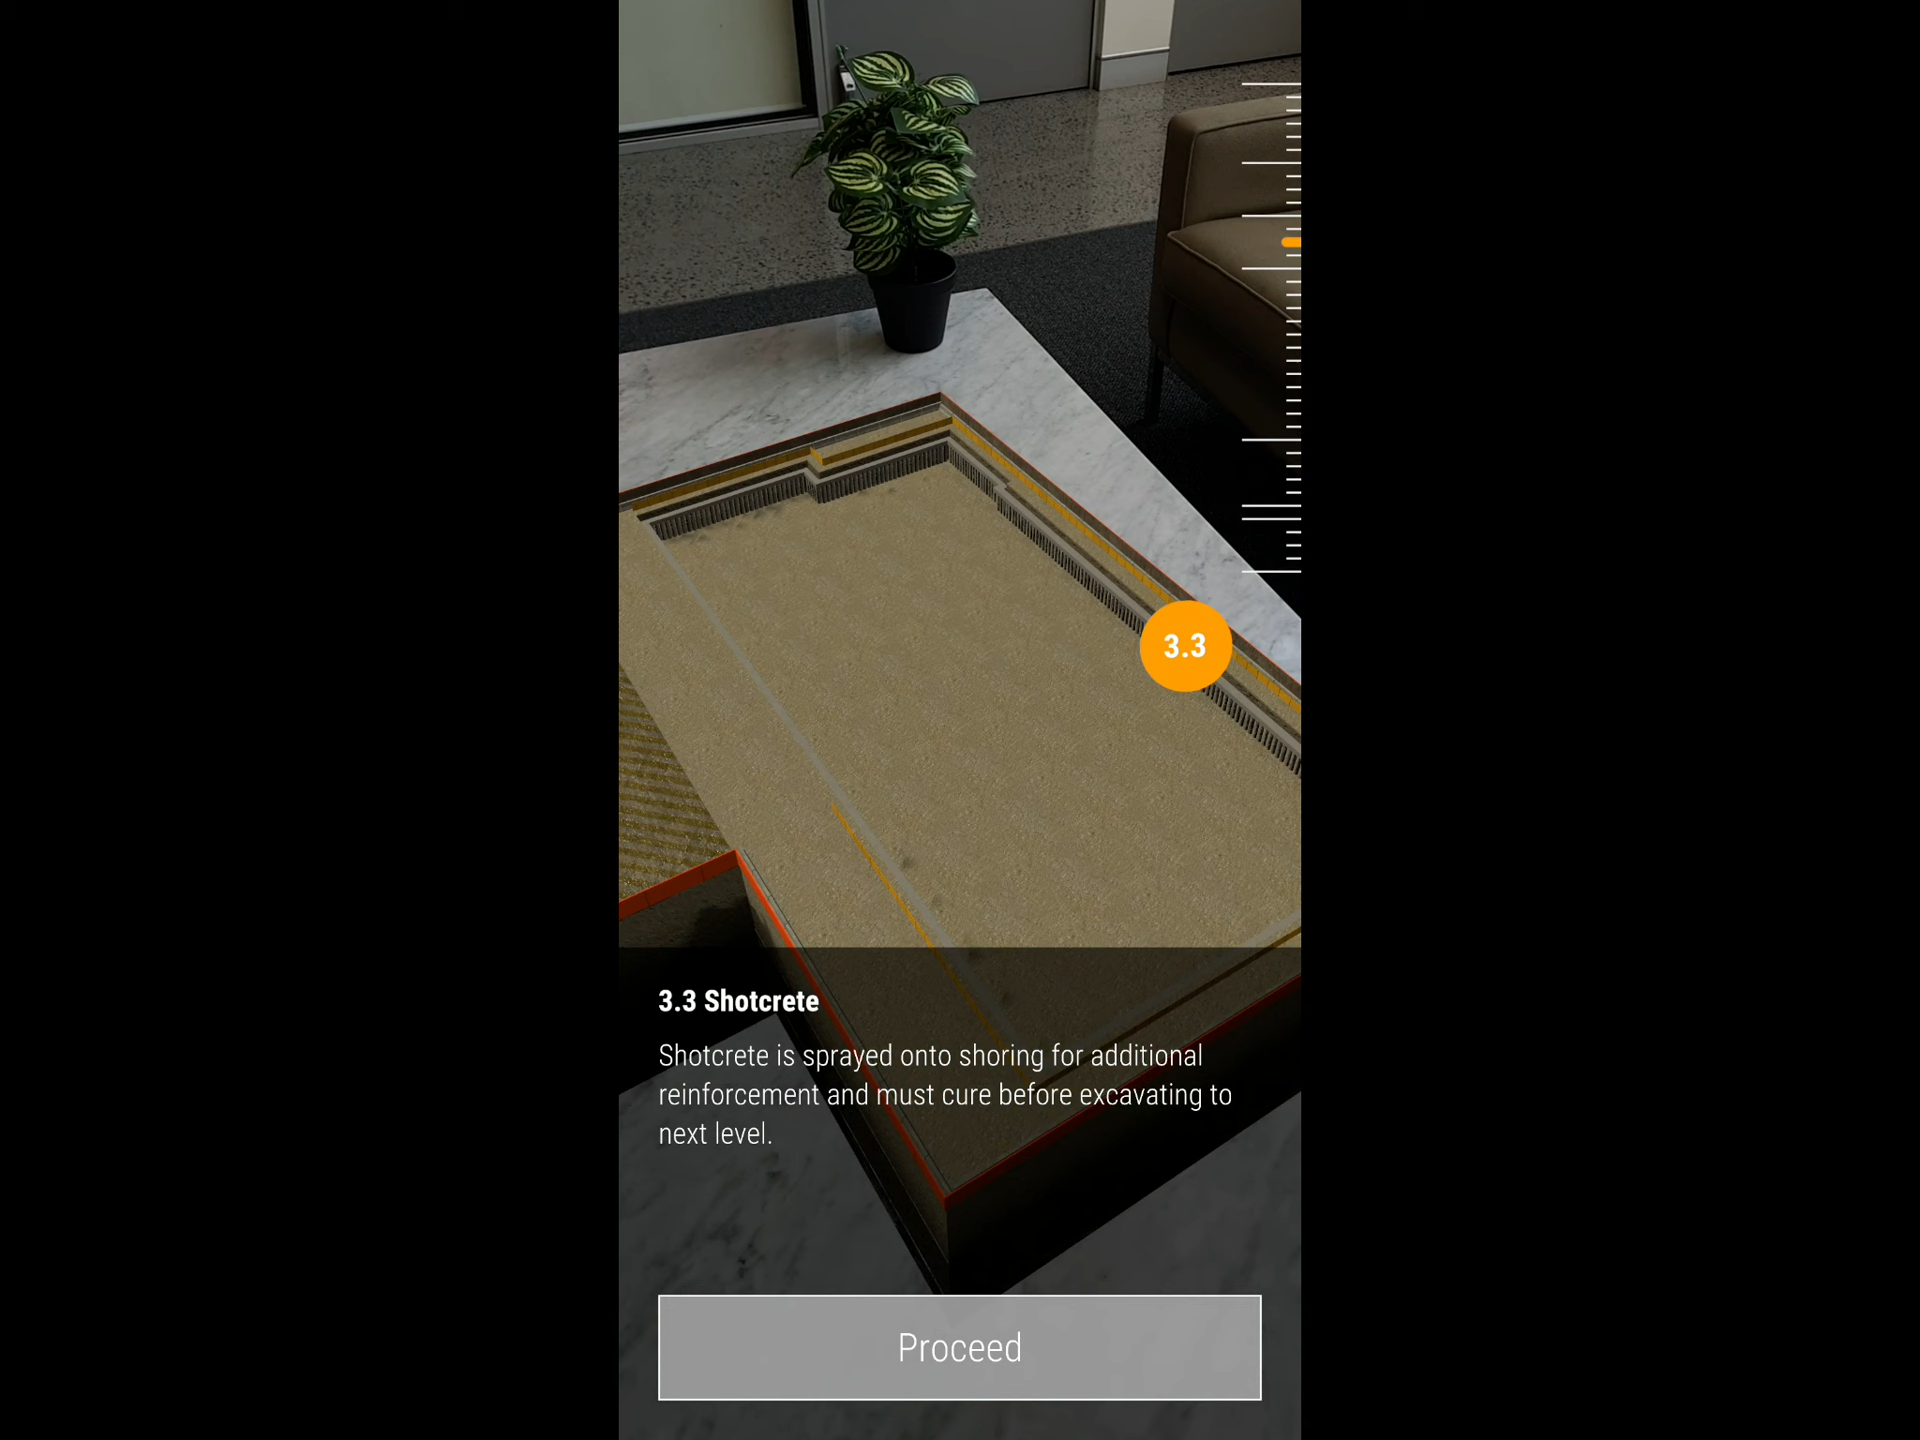 3.3
3.3 Shotcrete
Shotcrete is sprayed onto shoring for additional
reinforcement and must cure before excavating to
next level.
Proceed